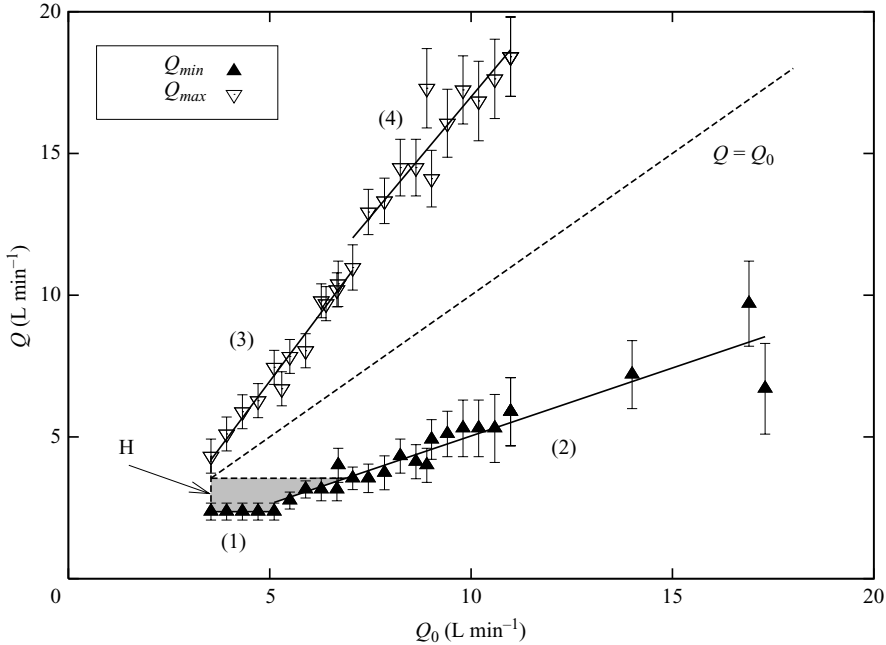 20
15
10
5
0
5
10
15
20
Q (L min⁻¹)
Q₀ (L min⁻¹)
Qmin
Qmax
(4)
Q = Q₀
(3)
H
(2)
(1)